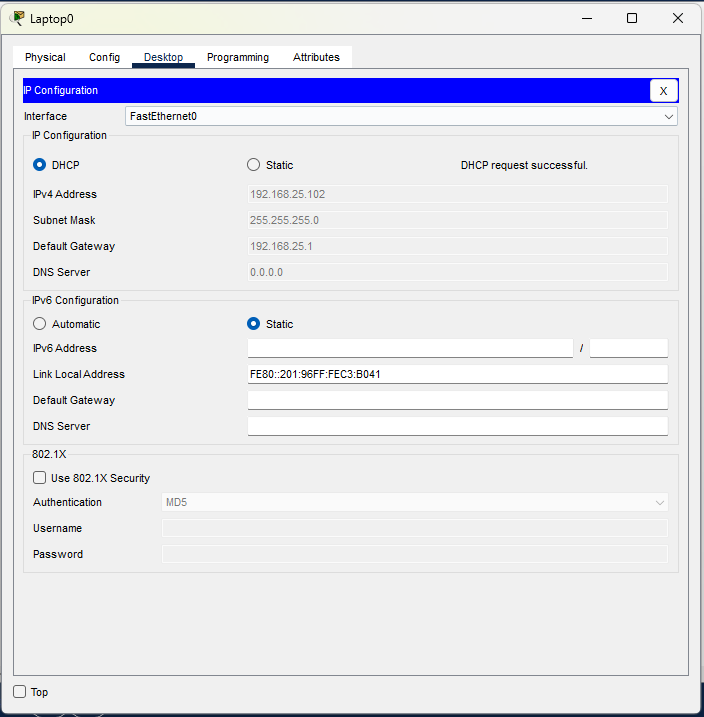 Laptop0
Physical Config Desktop Programming Attributes
IP Configuration X
Interface FastEthernet0
IP Configuration
DHCP Static DHCP request successful.
IPv4 Address 192.168.25.102
Subnet Mask 255.255.255.0
Default Gateway 192.168.25.1
DNS Server 0.0.0.0
IPv6 Configuration
Automatic Static
IPv6 Address /
Link Local Address FE80::201:96FF:FEC3:B041
Default Gateway
DNS Server
802.1X
Use 802.1X Security
Authentication MD5
Username
Password
Top